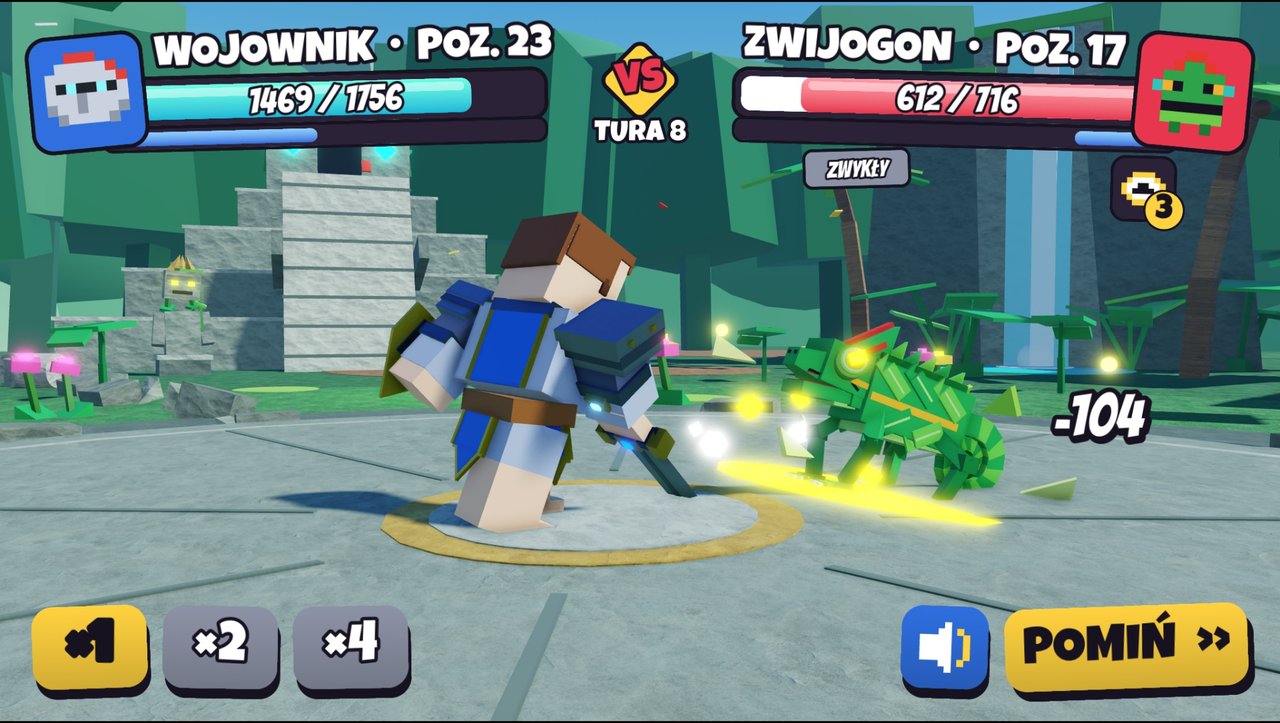 WOJOWNIK • POZ. 23
1469 / 1756
VS
TURA 8
ZWIJOGON • POZ. 17
612 / 716
ZWYKŁY
3
-104
×1
×2
×4
POMIŃ »